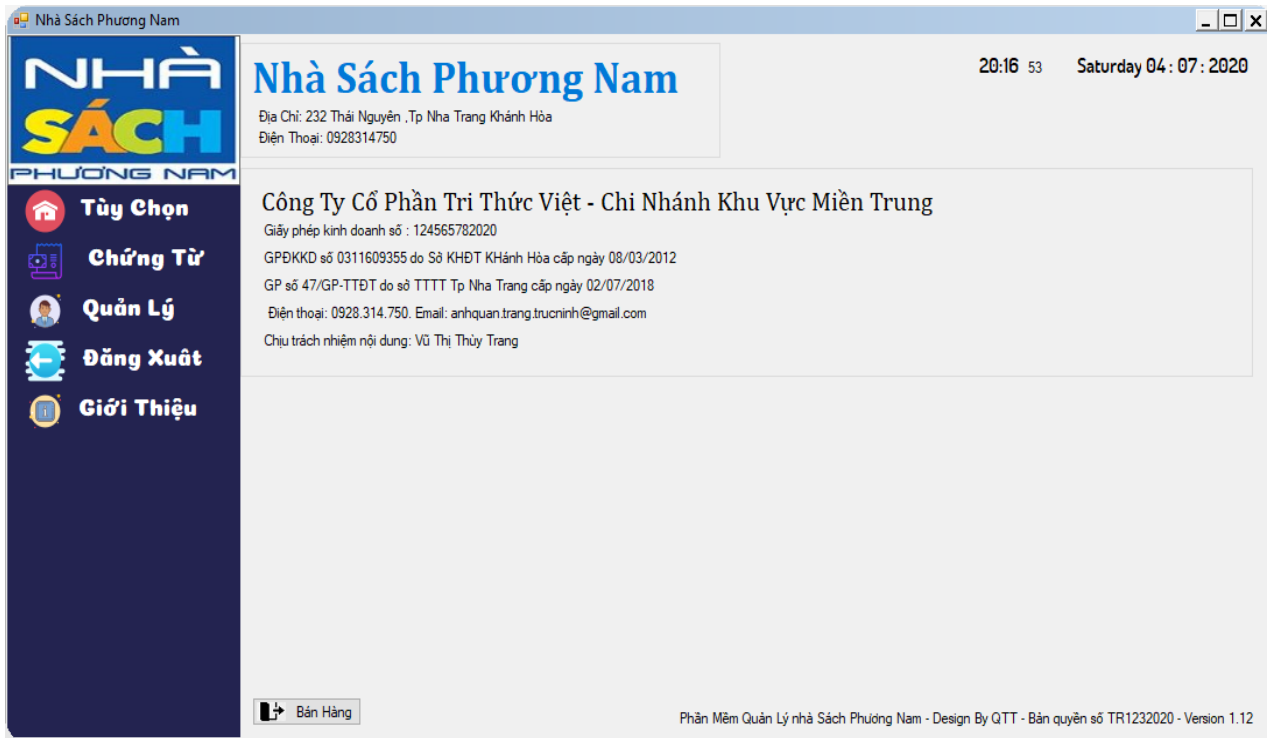 Nhà Sách Phương Nam
NHÀ
SÁCH
PHƯƠNG NAM
Nhà Sách Phương Nam
Địa Chỉ: 232 Thái Nguyên ,Tp Nha Trang Khánh Hòa
Điện Thoại: 0928314750
20:16 53 Saturday 04 : 07 : 2020
Tùy Chọn
Chứng Từ
Quản Lý
Đăng Xuât
Giới Thiệu
Công Ty Cổ Phần Tri Thức Việt - Chi Nhánh Khu Vực Miền Trung
Giấy phép kinh doanh số : 124565782020
GPĐKKD số 0311609355 do Sở KHĐT KHánh Hòa cấp ngày 08/03/2012
GP số 47/GP-TTĐT do sở TTTT Tp Nha Trang cấp ngày 02/07/2018
Điện thoại: 0928.314.750. Email: anhquan.trang.trucninh@gmail.com
Chịu trách nhiệm nội dung: Vũ Thị Thùy Trang
Bán Hàng
Phần Mềm Quản Lý nhà Sách Phương Nam - Design By QTT - Bản quyền số TR1232020 - Version 1.12